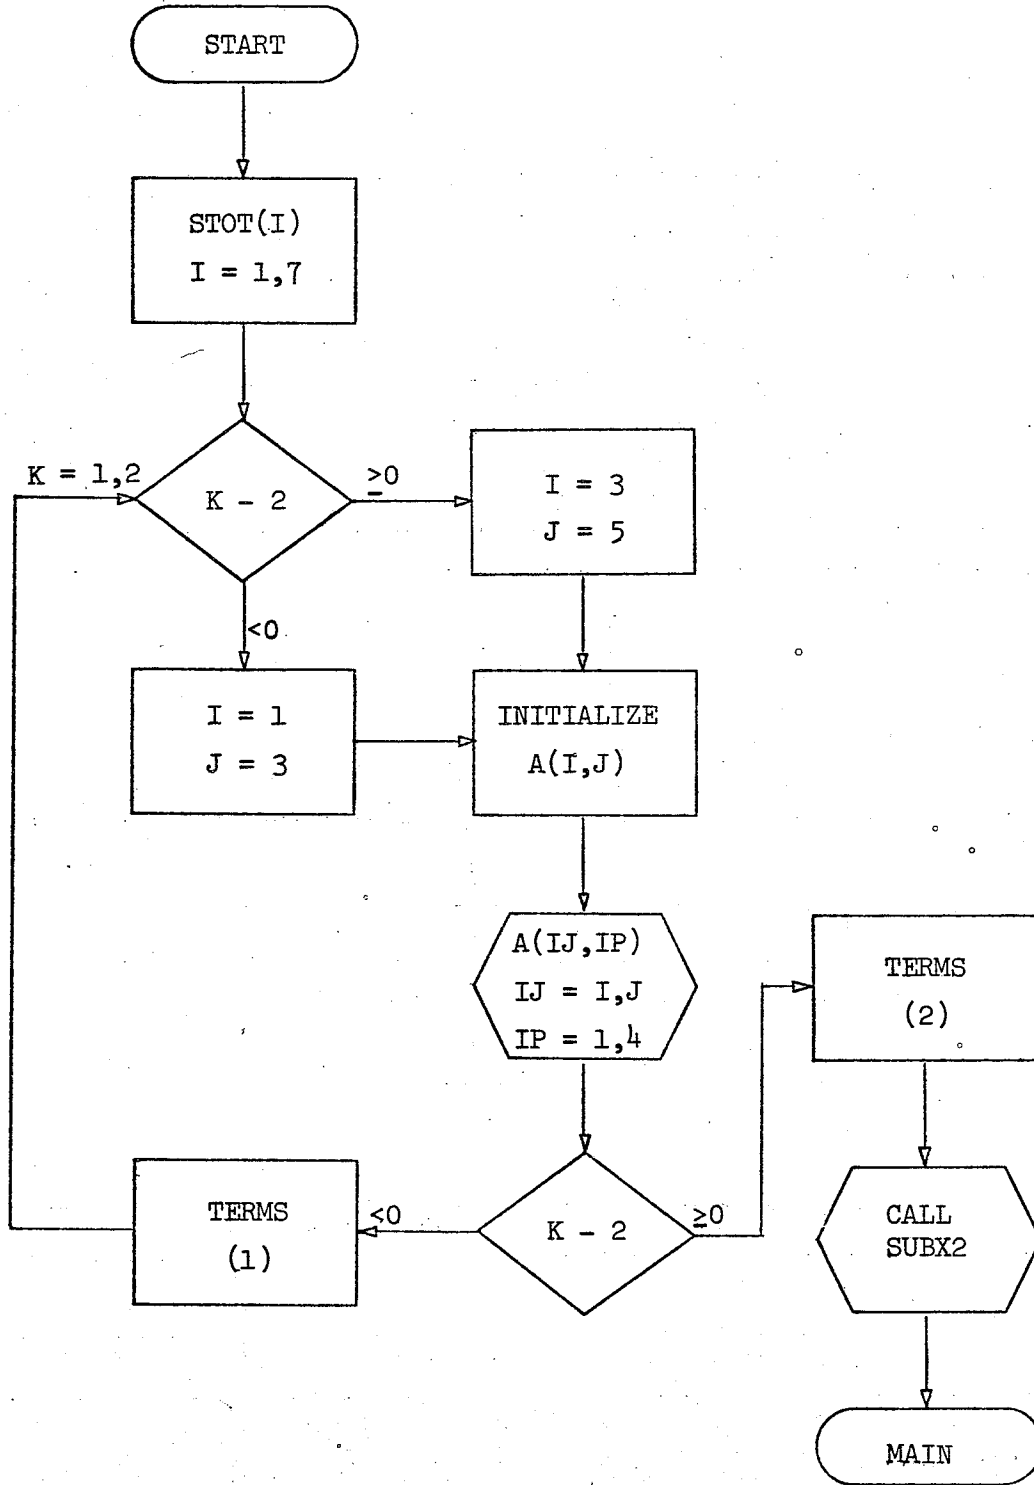 START
STOT(I)
I = 1,7
K = 1,2
K - 2
≥0
I = 3
J = 5
<0
I = 1
J = 3
INITIALIZE
A(I,J)
A(IJ,IP)
IJ = I,J
IP = 1,4
K - 2
<0
TERMS
(1)
≥0
TERMS
(2)
CALL
SUBX2
MAIN